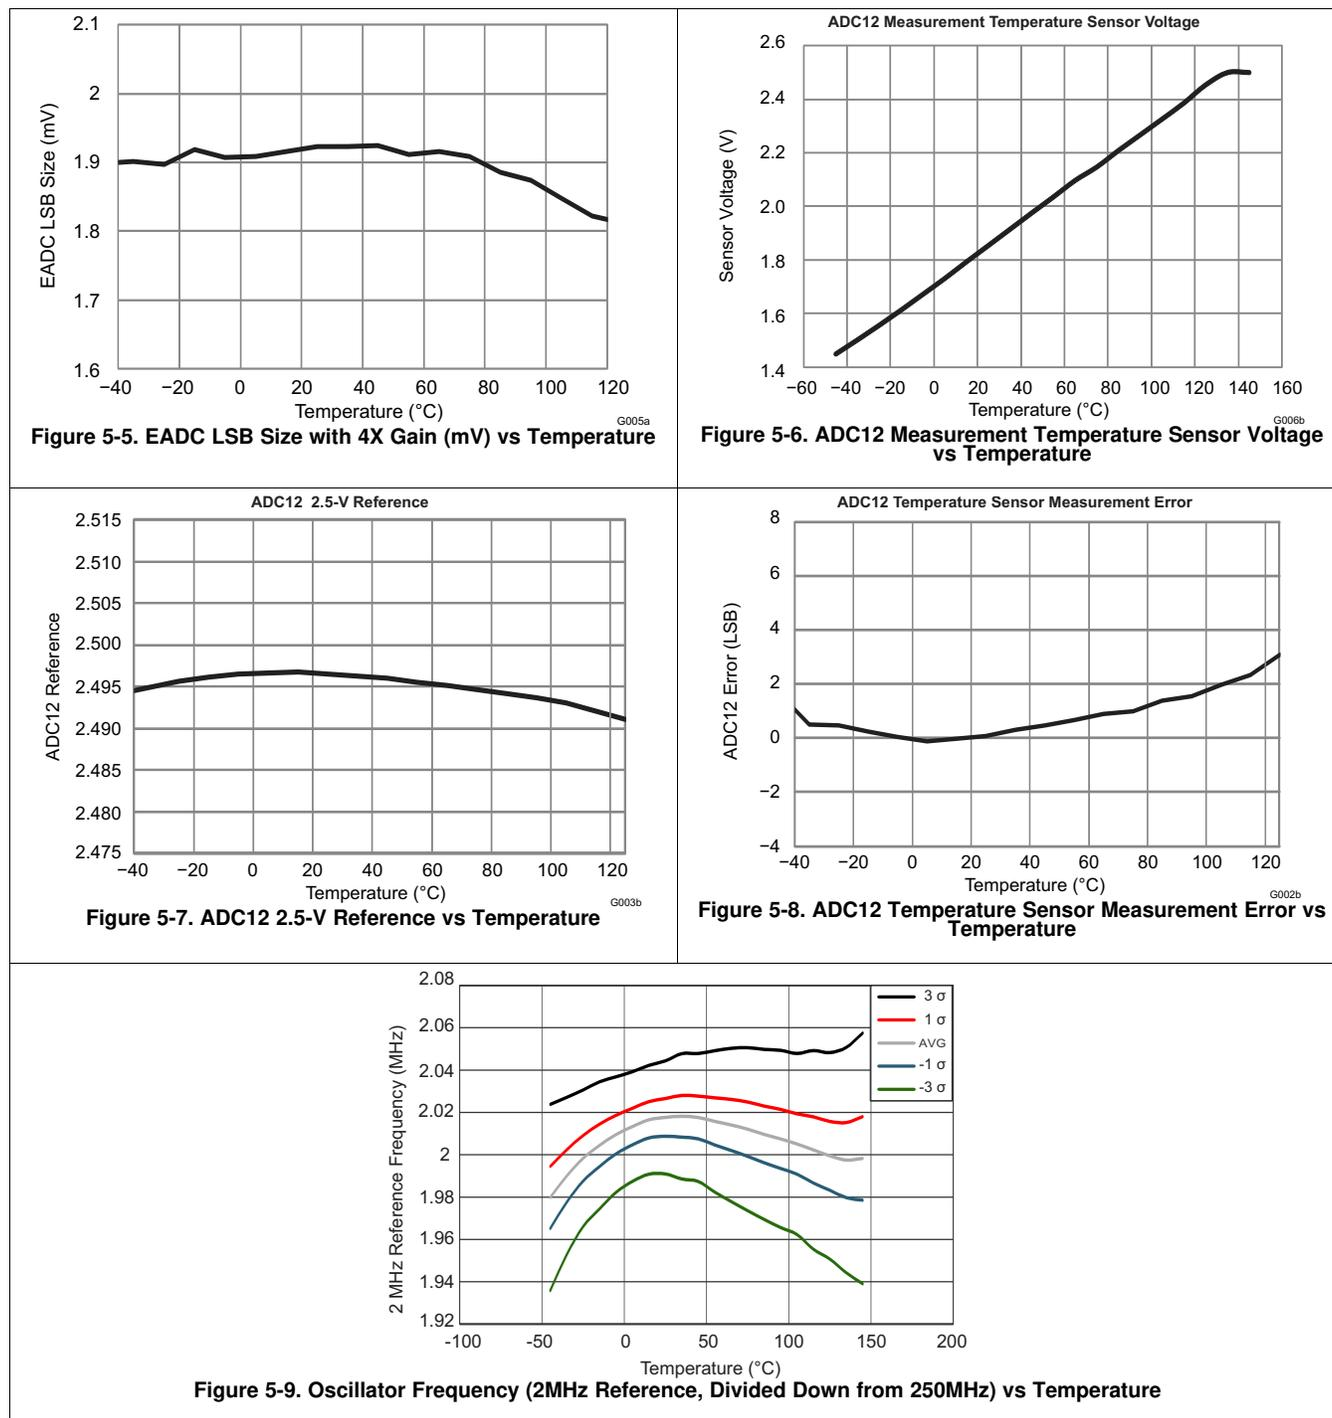 2.1
2
1.9
1.8
1.7
1.6
EADC LSB Size (mV)
−40 −20 0 20 40 60 80 100 120
Temperature (°C)
G005a
Figure 5-5. EADC LSB Size with 4X Gain (mV) vs Temperature
ADC12 Measurement Temperature Sensor Voltage
2.6
2.4
2.2
2.0
1.8
1.6
1.4
Sensor Voltage (V)
−60 −40 −20 0 20 40 60 80 100 120 140 160
Temperature (°C)
G006b
Figure 5-6. ADC12 Measurement Temperature Sensor Voltage
vs Temperature
ADC12 2.5-V Reference
2.515
2.510
2.505
2.500
2.495
2.490
2.485
2.480
2.475
ADC12 Reference
−40 −20 0 20 40 60 80 100 120
Temperature (°C)
G003b
Figure 5-7. ADC12 2.5-V Reference vs Temperature
ADC12 Temperature Sensor Measurement Error
8
6
4
2
0
−2
−4
ADC12 Error (LSB)
−40 −20 0 20 40 60 80 100 120
Temperature (°C)
G002b
Figure 5-8. ADC12 Temperature Sensor Measurement Error vs
Temperature
2.08
2.06
2.04
2.02
2
1.98
1.96
1.94
1.92
2 MHz Reference Frequency (MHz)
3 σ
1 σ
AVG
-1 σ
-3 σ
-100 -50 0 50 100 150 200
Temperature (°C)
Figure 5-9. Oscillator Frequency (2MHz Reference, Divided Down from 250MHz) vs Temperature